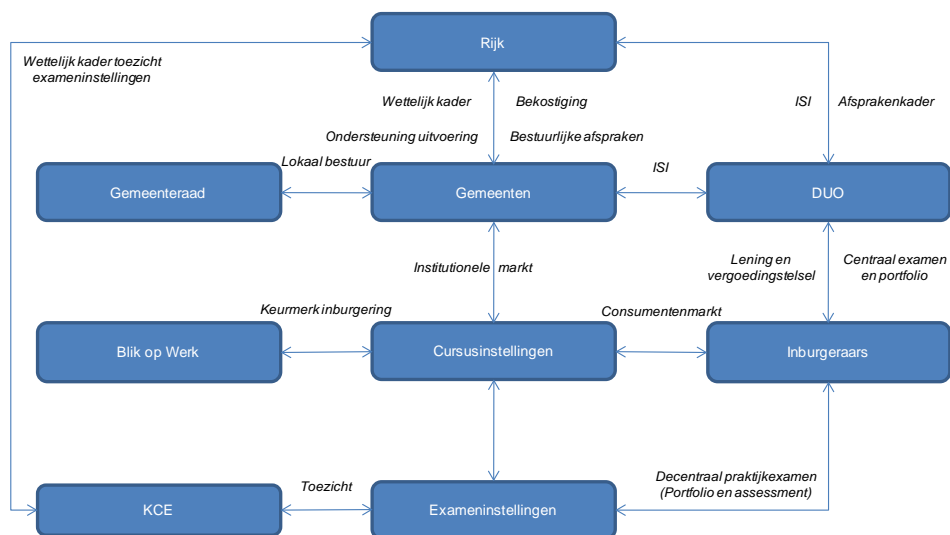 Rijk
Wettelijk kader toezicht
exameninstellingen
Wettelijk kader
Bekostiging
ISI
Afsprakenkader
Ondersteuning uitvoering
Bestuurlijke afspraken
Lokaal bestuur
ISI
Gemeenteraad
Gemeenten
DUO
Institutionele markt
Lening en
vergoedingstelsel
Centraal examen
en portfolio
Keurmerk inburgering
Consumentenmarkt
Blik op Werk
Cursusinstellingen
Inburgeraars
Toezicht
Decentraal praktijkexamen
(Portfolio en assessment)
KCE
Exameninstellingen